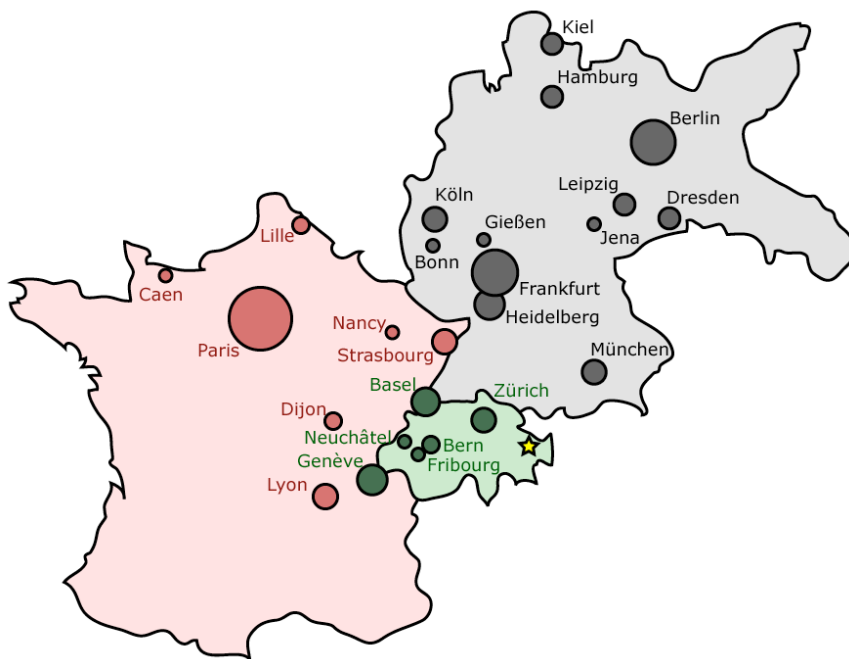 Kiel
Hamburg
Berlin
Leipzig
Dresden
Köln
Gießen
Jena
Lille
Bonn
Caen
Frankfurt
Heidelberg
Nancy
Paris
Strasbourg
München
Basel
Zürich
Dijon
Neuchâtel
Bern
Genève
Fribourg
Lyon